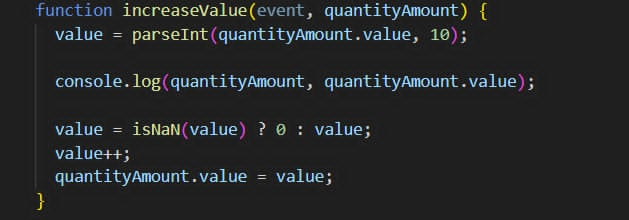 function increaseValue(event, quantityAmount) {
value = parseInt(quantityAmount.value, 10);
console.log(quantityAmount, quantityAmount.value);
value = isNaN(value) ? 0 : value;
value++;
quantityAmount.value = value;
}